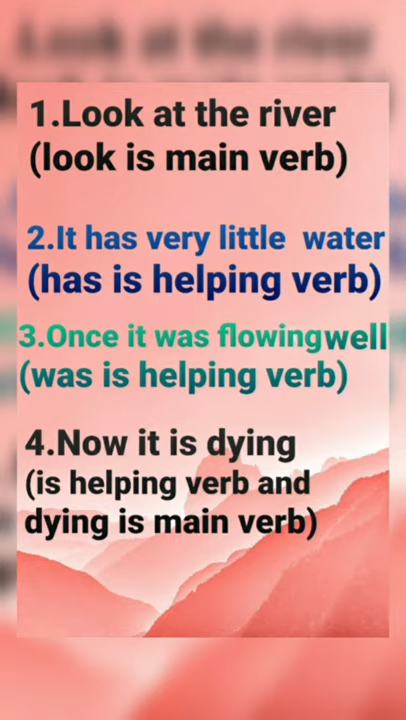 1.Look at the river
(look is main verb)
2.It has very little water
(has is helping verb)
3.Once it was flowingwell
(was is helping verb)
4.Now it is dying
(is helping verb and
dying is main verb)